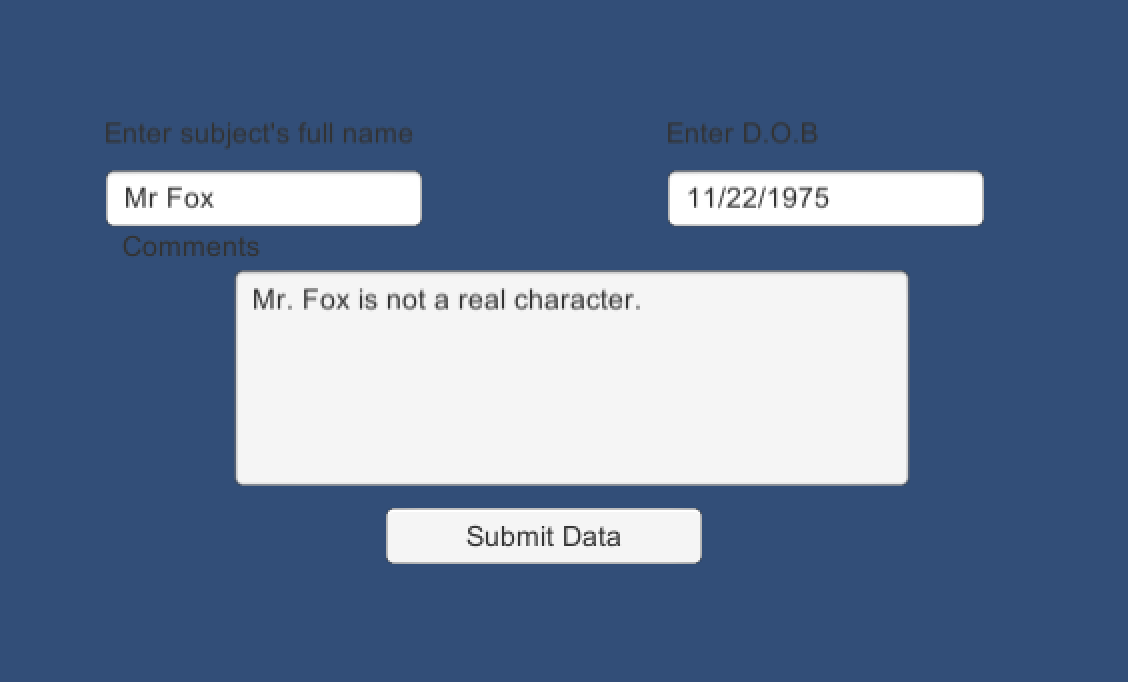 Enter subject's full name
Enter D.O.B
Mr Fox
11/22/1975
Comments
Mr. Fox is not a real character.
Submit Data